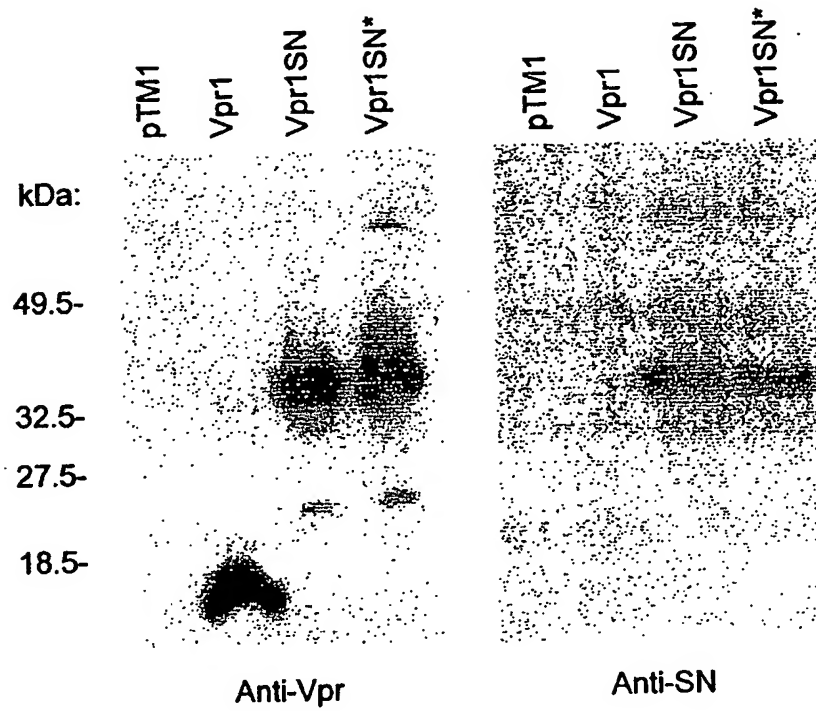 pTM1
Vpr1
Vpr1SN
Vpr1SN*
pTM1
Vpr1
Vpr1SN
Vpr1SN*
kDa:
49.5-
32.5-
27.5-
18.5-
Anti-Vpr
Anti-SN